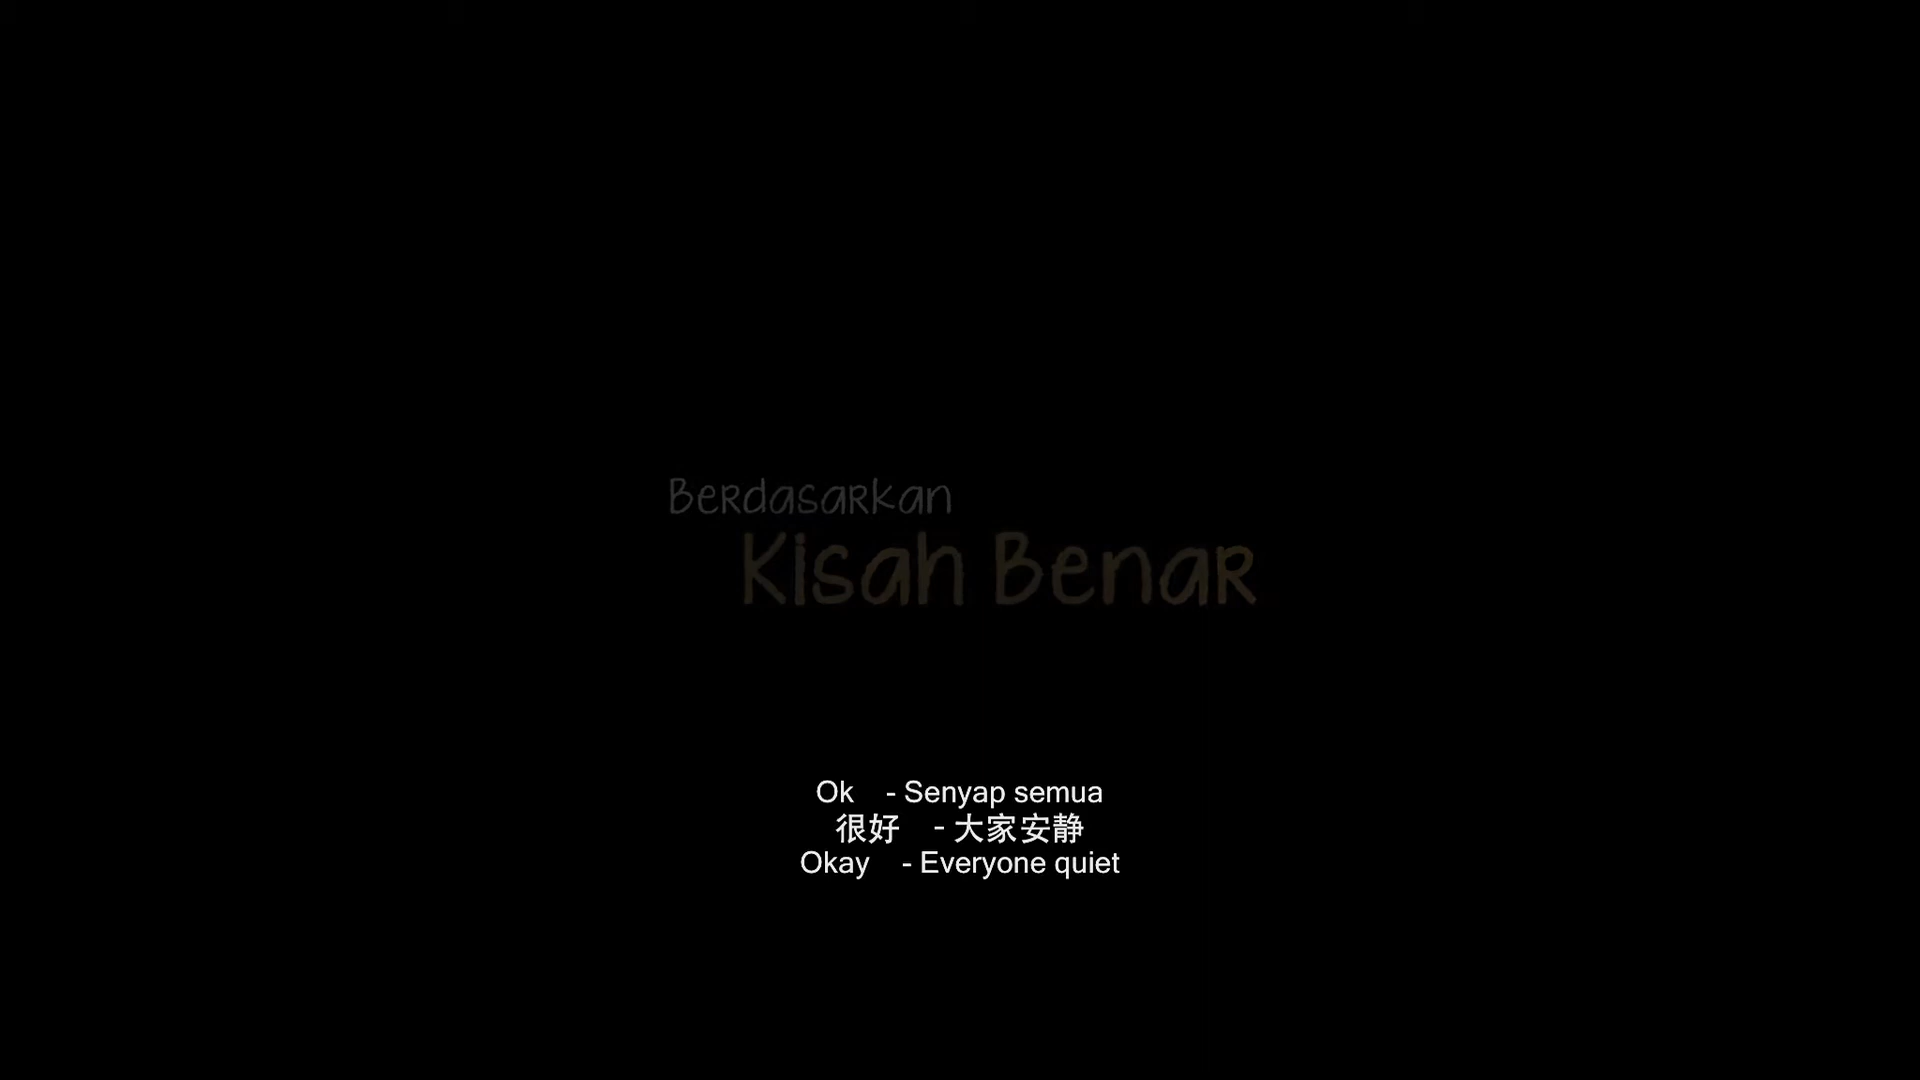 Berdasarkan
Kisah Benar
Ok - Senyap semua
很好 - 大家安静
Okay - Everyone quiet